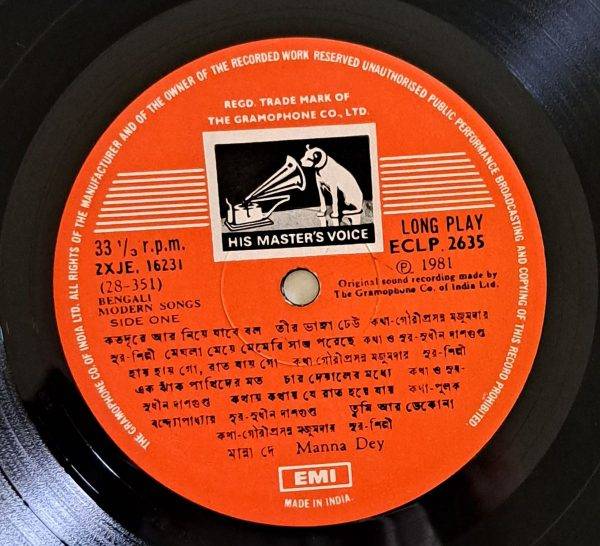 THE GRAMOPHONE CO. OF INDIA LTD. ALL RIGHTS OF THE MANUFACTURER AND OF THE OWNER OF THE RECORDED WORK RESERVED UNAUTHORISED PUBLIC PERFORMANCE BROADCASTING AND COPYING OF THIS RECORD PROHIBITED
REGD. TRADE MARK OF
THE GRAMOPHONE CO., LTD.
HIS MASTER'S VOICE
33 ⅓ r.p.m.
2XJE. 16231
(28-351)
BENGALI
MODERN SONGS
SIDE ONE
LONG PLAY
ECLP. 2635
Ⓟ 1981
Original sound recording made by
The Gramophone Co. of India Ltd.
কতদূরে আর নিয়ে যাবে বল তীর ভাঙ্গা ঢেউ কথা-গৌরীপ্রসন্ন মজুমদার
সুর-শিল্পী মেঘলা মেয়ে মেঘেরি সাজ পরেছে কথা ও সুর-সুধীন দাশগুপ্ত
হায় হায় গো, রাত যায় গো- কথা গৌরীপ্রসন্ন মজুমদার সুর-শিল্পী
এক ঝাঁক পাখিদের মত চার দেয়ালের মধ্যে কথা ও সুর-
সুধীন দাশগুপ্ত কথায় কথায় যে রাত হয়ে যায় কথা-পুলক
বন্দ্যোপাধ্যায় সুর-সুধীন দাশগুপ্ত তুমি আর ডেকোনা
কথা-গৌরীপ্রসন্ন মজুমদার সুর-শিল্পী
মান্না দে Manna Dey
EMI
MADE IN INDIA.